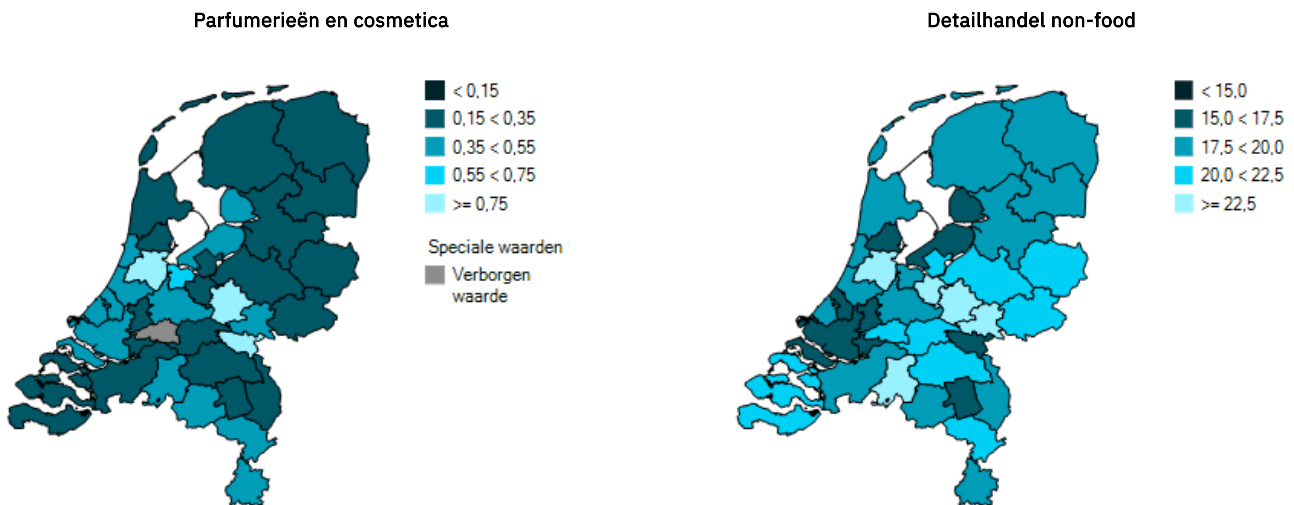 Parfumerieën en cosmetica
< 0,15
0,15 < 0,35
0,35 < 0,55
0,55 < 0,75
>= 0,75
Speciale waarden
Verborgen
waarde
Detailhandel non-food
< 15,0
15,0 < 17,5
17,5 < 20,0
20,0 < 22,5
>= 22,5